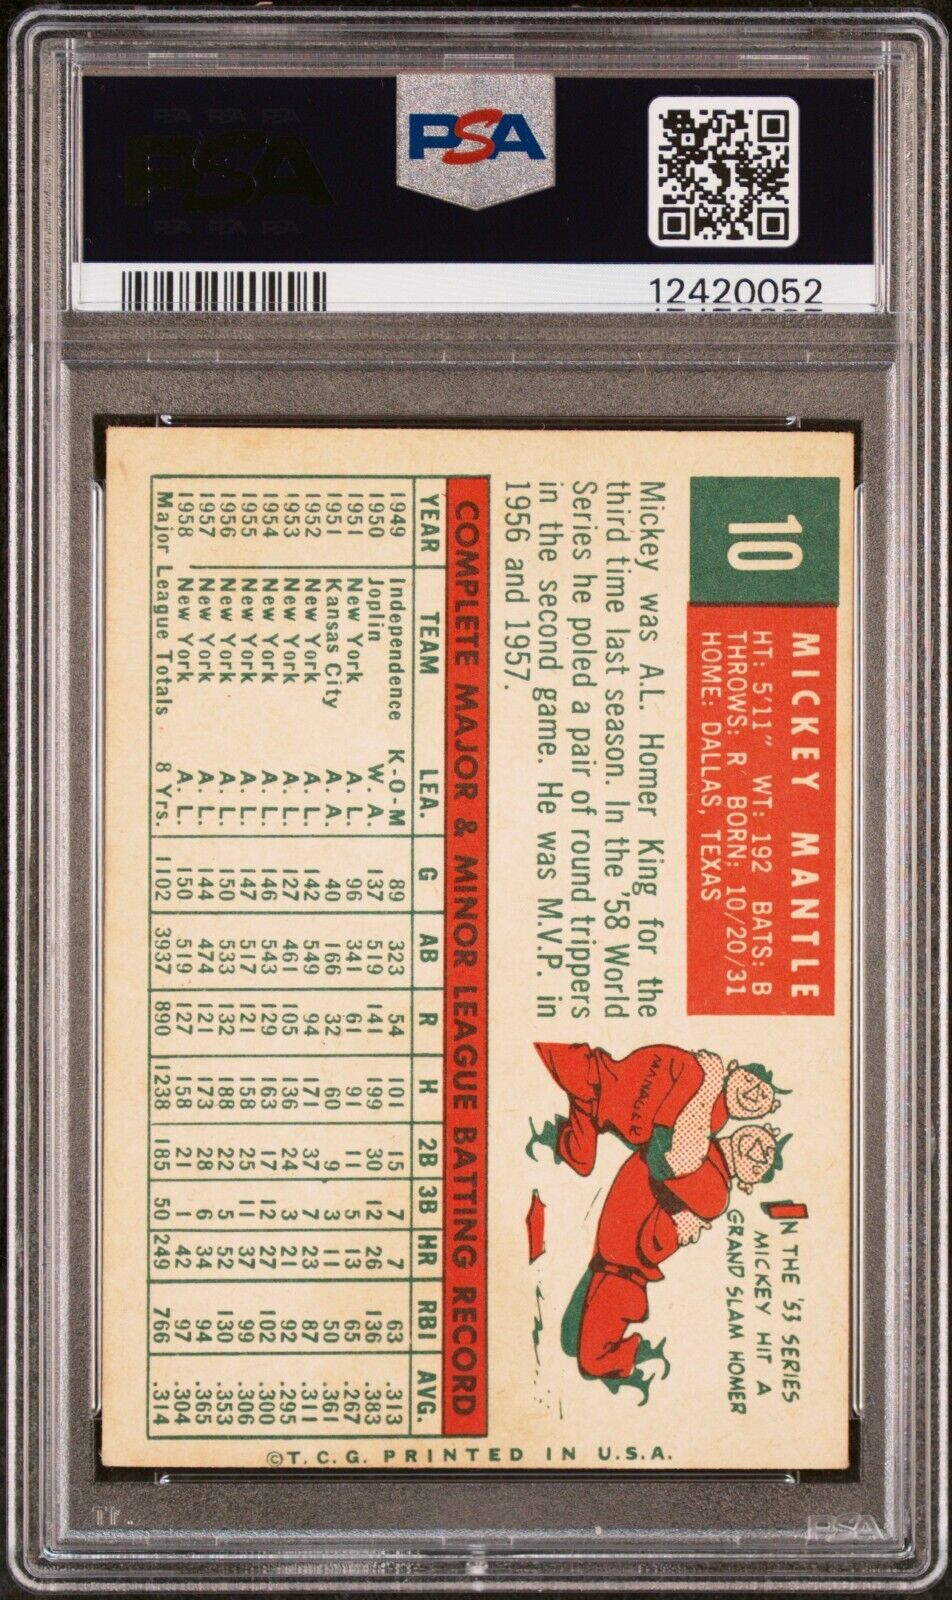 PSA PSA PSA
PSA
PSA PSA PSA
PSA
12420052
10
MICKEY MANTLE
HT: 5'11" WT: 192 BATS: B
THROWS: R BORN: 10/20/31
HOME: DALLAS, TEXAS
Mickey was A.L. Homer King for the
third time last season. In the '58 World
Series he poled a pair of round trippers
in the second game. He was M.V.P. in
1956 and 1957.
IN THE '53 SERIES
MICKEY HIT A
GRAND SLAM HOMER
MANAGER
COMPLETE MAJOR & MINOR LEAGUE BATTING RECORD
YEAR TEAM LEA. G AB R H 2B 3B HR RBI AVG.
1949 Independence K-O-M 89 323 54 101 15 7 7 63 .313
1950 Joplin W. A. 137 519 141 199 30 12 26 136 .383
1951 New York A. L. 96 341 61 91 11 5 13 65 .267
1951 Kansas City A. A. 40 166 32 60 9 3 11 50 .361
1952 New York A. L. 142 549 94 171 37 7 23 87 .311
1953 New York A. L. 127 461 105 136 24 3 21 92 .295
1954 New York A. L. 146 543 129 163 17 12 27 102 .300
1955 New York A. L. 147 517 121 158 25 11 37 99 .306
1956 New York A. L. 150 533 132 188 22 5 52 130 .353
1957 New York A. L. 144 474 121 173 28 6 34 94 .365
1958 New York A. L. 150 519 127 158 21 1 42 97 .304
Major League Totals 8 Yrs. 1102 3937 890 1238 185 50 249 766 .314
©T.C.G. PRINTED IN U.S.A.
PSA